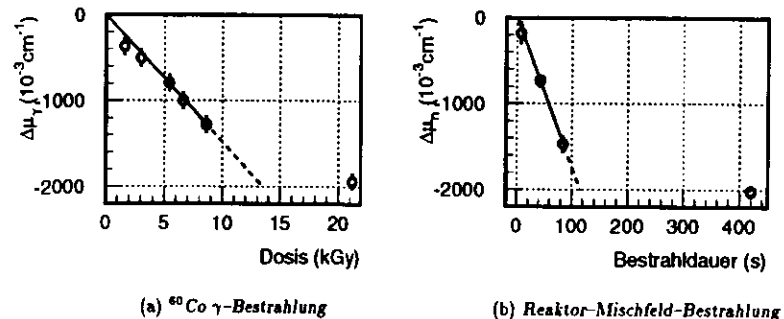 Δμγ (10⁻³cm⁻¹)
0
-1000
-2000
0 5 10 15 20
Dosis (kGy)
(a) ⁶⁰Co γ-Bestrahlung
Δμn (10⁻³cm⁻¹)
0
-1000
-2000
0 100 200 300 400
Bestrahldauer (s)
(b) Reaktor-Mischfeld-Bestrahlung